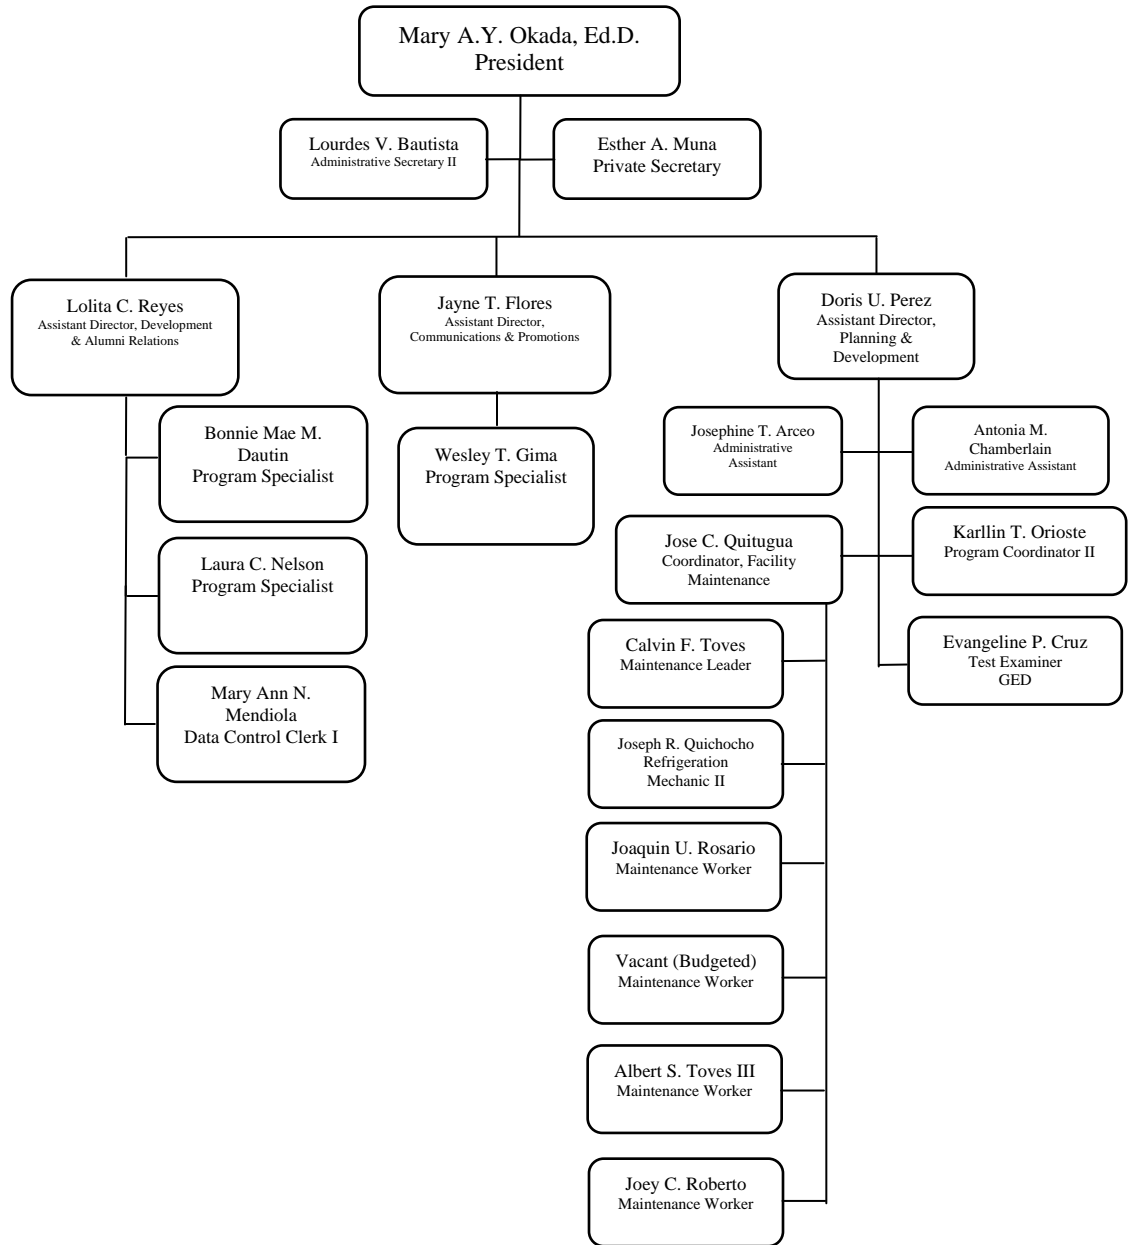 Mary A.Y. Okada, Ed.D.
President
Lourdes V. Bautista
Administrative Secretary II
Esther A. Muna
Private Secretary
Lolita C. Reyes
Assistant Director, Development
& Alumni Relations
Jayne T. Flores
Assistant Director,
Communications & Promotions
Doris U. Perez
Assistant Director,
Planning &
Development
Bonnie Mae M.
Dautin
Program Specialist
Wesley T. Gima
Program Specialist
Josephine T. Arceo
Administrative
Assistant
Antonia M.
Chamberlain
Administrative Assistant
Laura C. Nelson
Program Specialist
Jose C. Quitugua
Coordinator, Facility
Maintenance
Karllin T. Orioste
Program Coordinator II
Mary Ann N.
Mendiola
Data Control Clerk I
Calvin F. Toves
Maintenance Leader
Evangeline P. Cruz
Test Examiner
GED
Joseph R. Quichocho
Refrigeration
Mechanic II
Joaquin U. Rosario
Maintenance Worker
Vacant (Budgeted)
Maintenance Worker
Albert S. Toves III
Maintenance Worker
Joey C. Roberto
Maintenance Worker